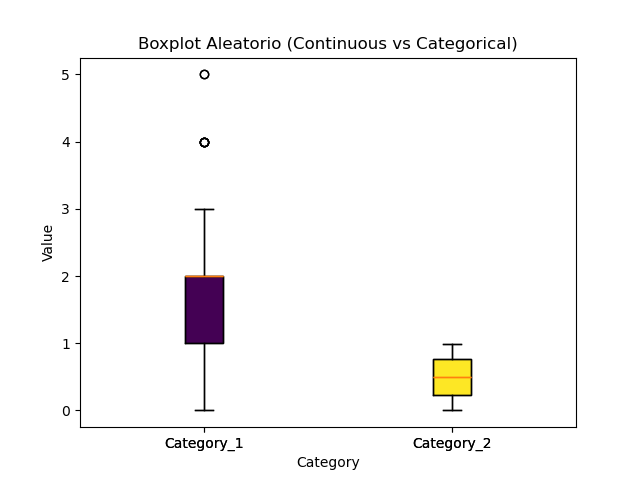 Boxplot Aleatorio (Continuous vs Categorical)
5
4
3
2
1
0
Value
Category_1
Category_2
Category